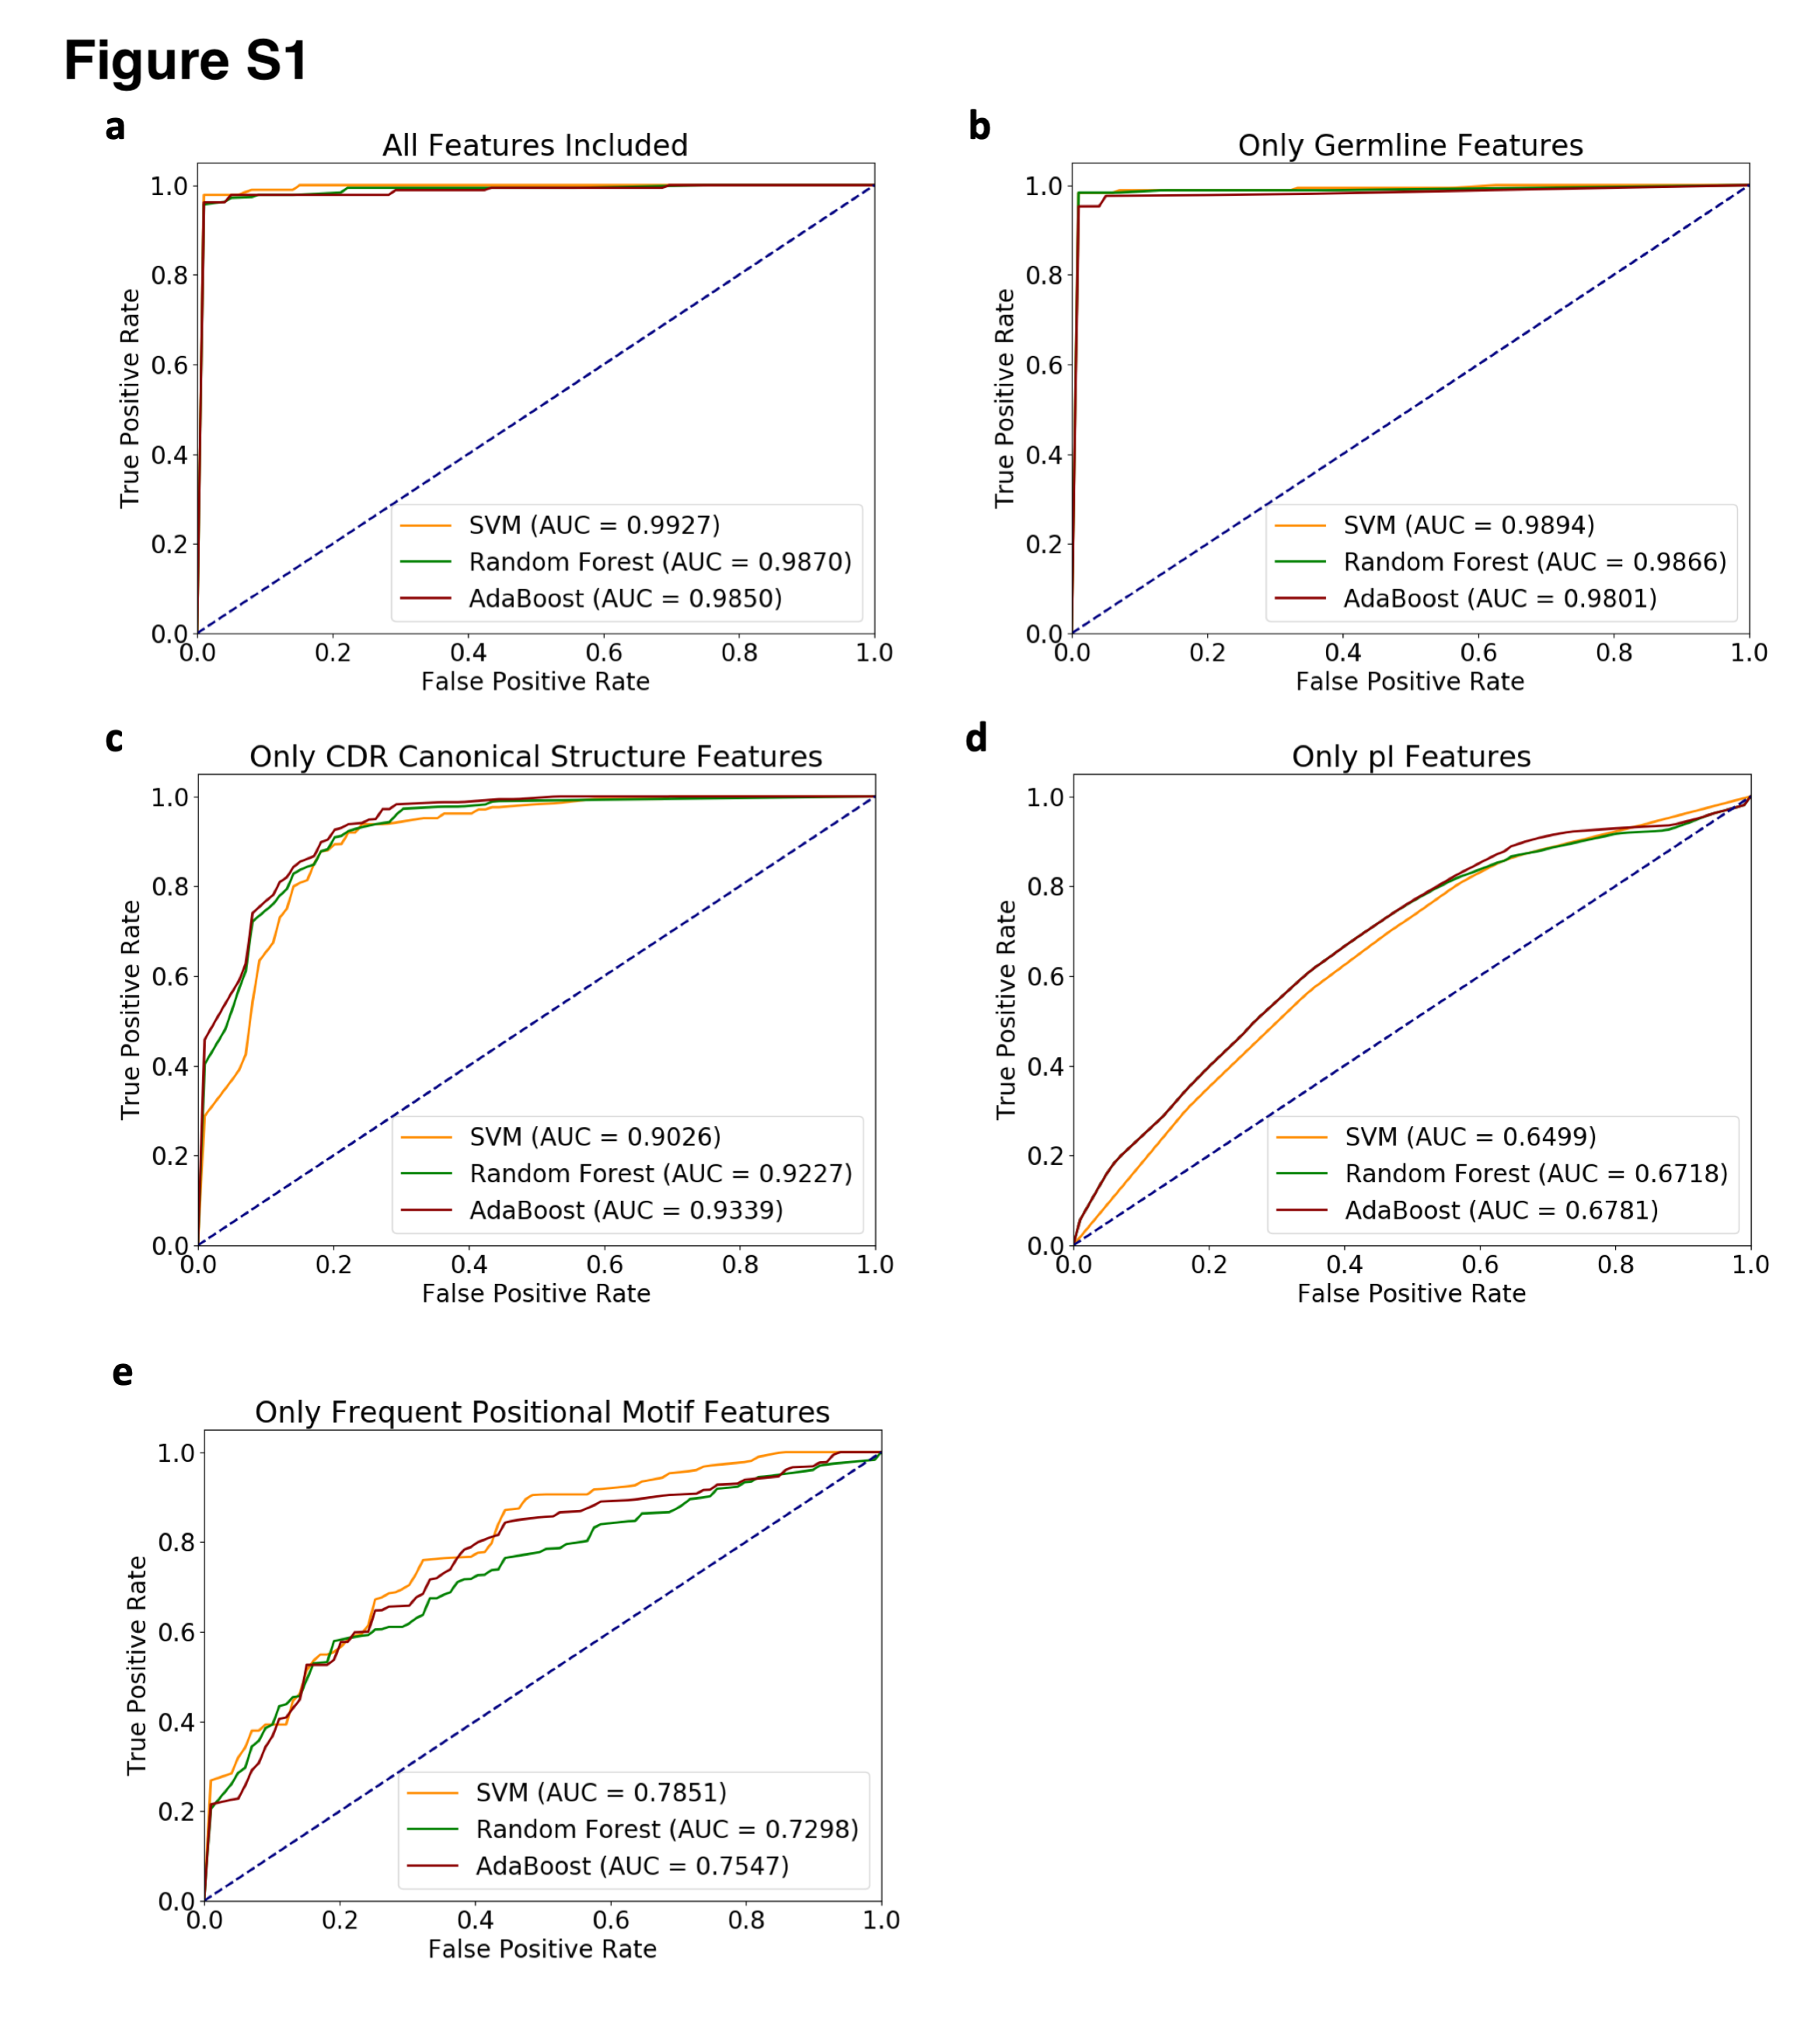 Figure S1
a
All Features Included
True Positive Rate
1.0
0.8
0.6
0.4
0.2
0.0
SVM (AUC = 0.9927)
Random Forest (AUC = 0.9870)
AdaBoost (AUC = 0.9850)
0.0 0.2 0.4 0.6 0.8 1.0
False Positive Rate
b
Only Germline Features
True Positive Rate
1.0
0.8
0.6
0.4
0.2
0.0
SVM (AUC = 0.9894)
Random Forest (AUC = 0.9866)
AdaBoost (AUC = 0.9801)
0.0 0.2 0.4 0.6 0.8 1.0
False Positive Rate
c
Only CDR Canonical Structure Features
True Positive Rate
1.0
0.8
0.6
0.4
0.2
0.0
SVM (AUC = 0.9026)
Random Forest (AUC = 0.9227)
AdaBoost (AUC = 0.9339)
0.0 0.2 0.4 0.6 0.8 1.0
False Positive Rate
d
Only pI Features
True Positive Rate
1.0
0.8
0.6
0.4
0.2
0.0
SVM (AUC = 0.6499)
Random Forest (AUC = 0.6718)
AdaBoost (AUC = 0.6781)
0.0 0.2 0.4 0.6 0.8 1.0
False Positive Rate
e
Only Frequent Positional Motif Features
True Positive Rate
1.0
0.8
0.6
0.4
0.2
0.0
SVM (AUC = 0.7851)
Random Forest (AUC = 0.7298)
AdaBoost (AUC = 0.7547)
0.0 0.2 0.4 0.6 0.8 1.0
False Positive Rate